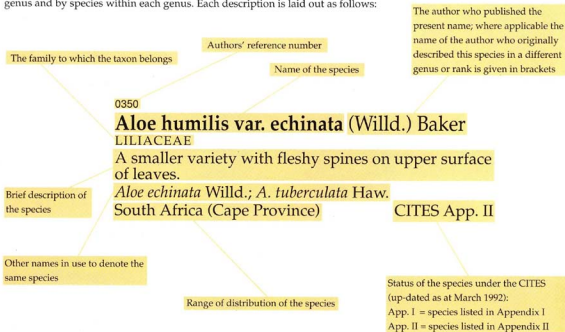 genus and by species within each genus. Each description is laid out as follows:
The author who published the
present name; where applicable the
name of the author who originally
described this species in a different
genus or rank is given in brackets
Authors' reference number
The family to which the taxon belongs
Name of the species
0350
Aloe humilis var. echinata (Willd.) Baker
LILIACEAE
A smaller variety with fleshy spines on upper surface
of leaves.
Aloe echinata Willd.; A. tuberculata Haw.
South Africa (Cape Province) CITES App. II
Brief description of
the species
Other names in use to denote the
same species
Range of distribution of the species
Status of the species under the CITES
(up-dated as at March 1992):
App. I = species listed in Appendix I
App. II = species listed in Appendix II